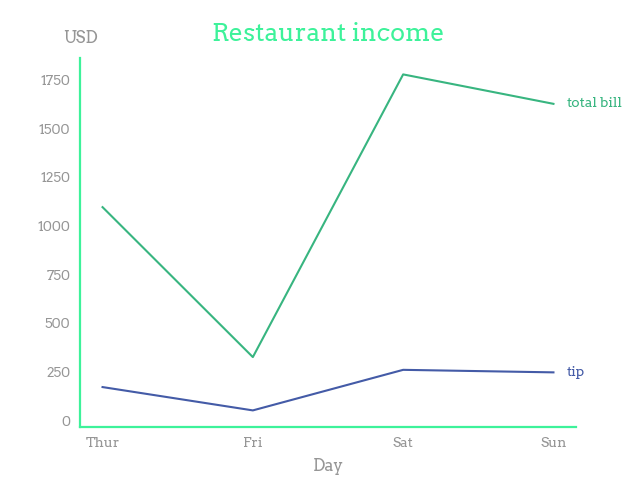 Restaurant income
USD
1750
1500
1250
1000
750
500
250
0
total bill
tip
Thur Fri Sat Sun
Day